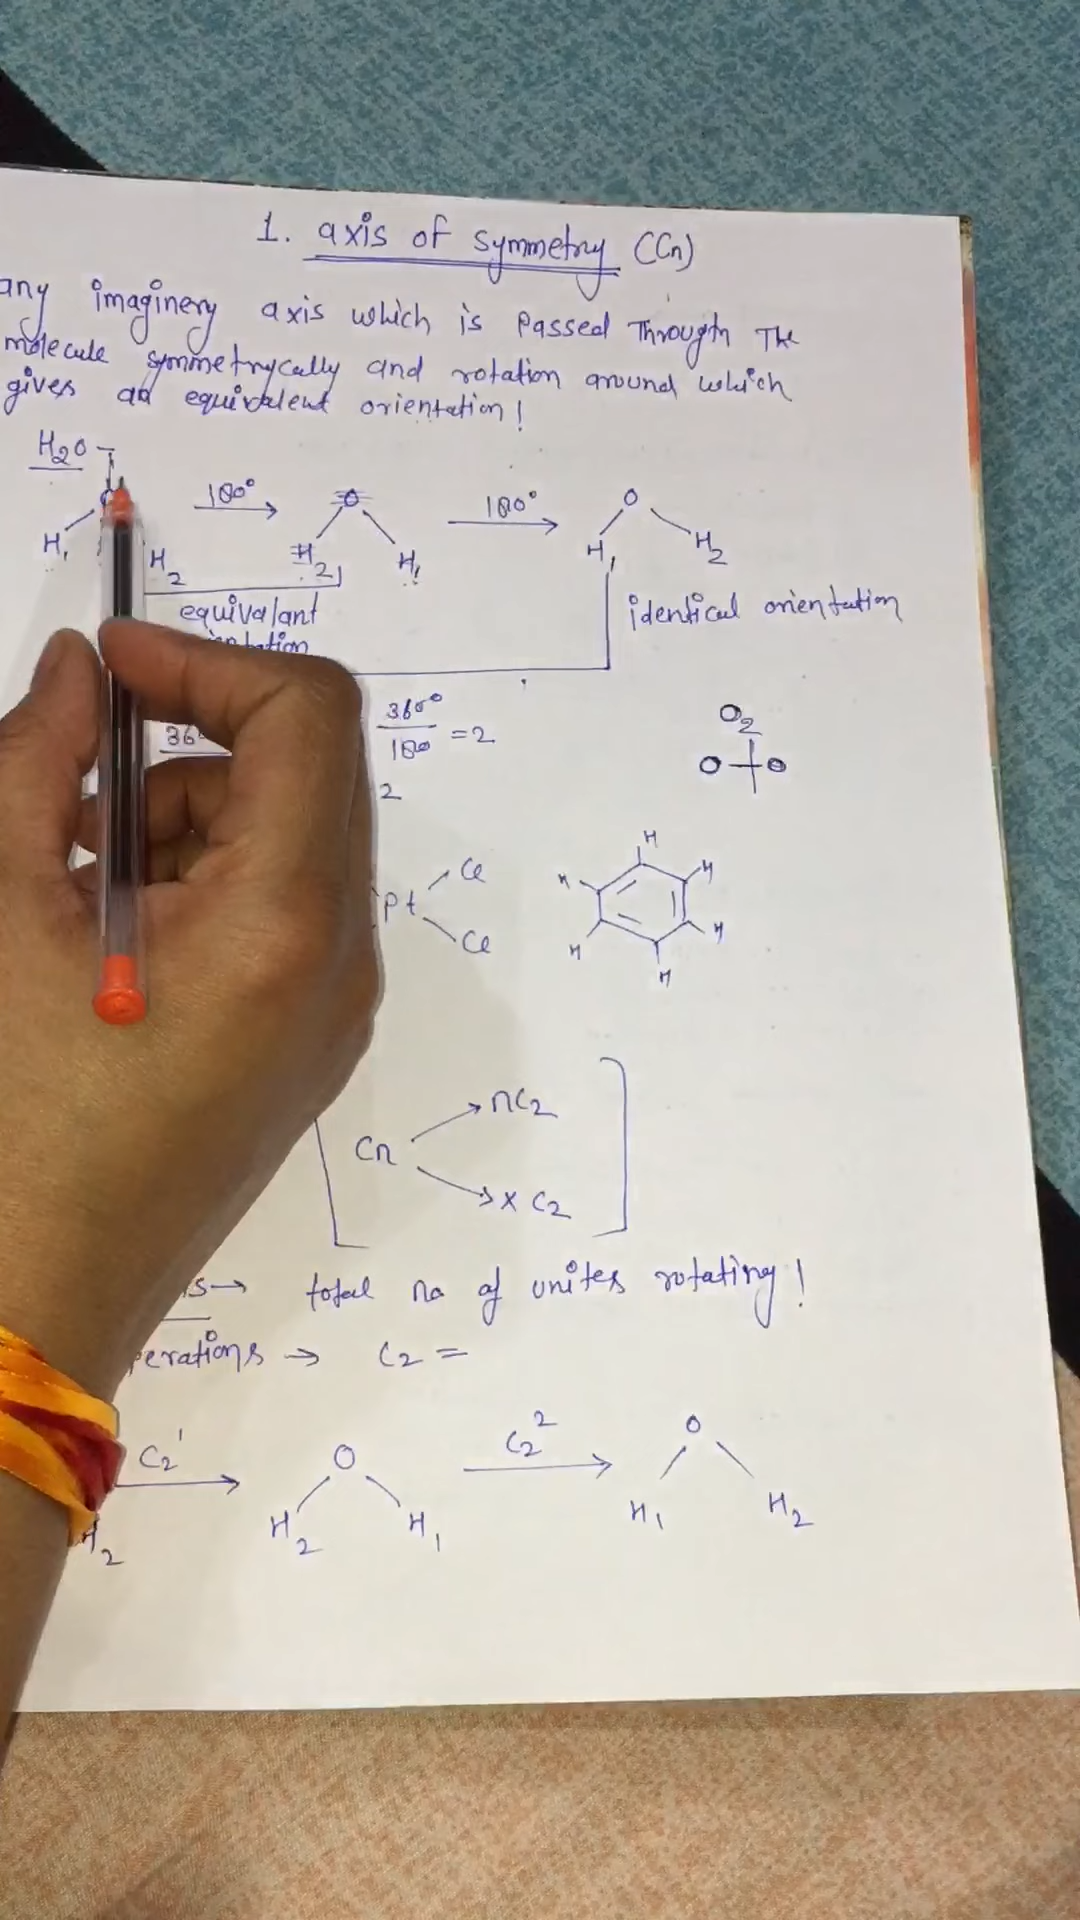 1. axis of symmetry (Cn)
any imaginery axis which is passed Through The
molecule symmetrycally and rotation around which
gives an equivalent orientation!
H2O
180° 180°
H1 H2 H2 O H1 O H1 H2
equivalant identical orientation
360°/180 = 2
2
O2
O O
Pt Cl Cl
H H H H H H
Cn nC2
x C2
total no of unites rotating!
perations → C2 =
C2^1 C2^2
H2 O H2 H1 O H1 H2